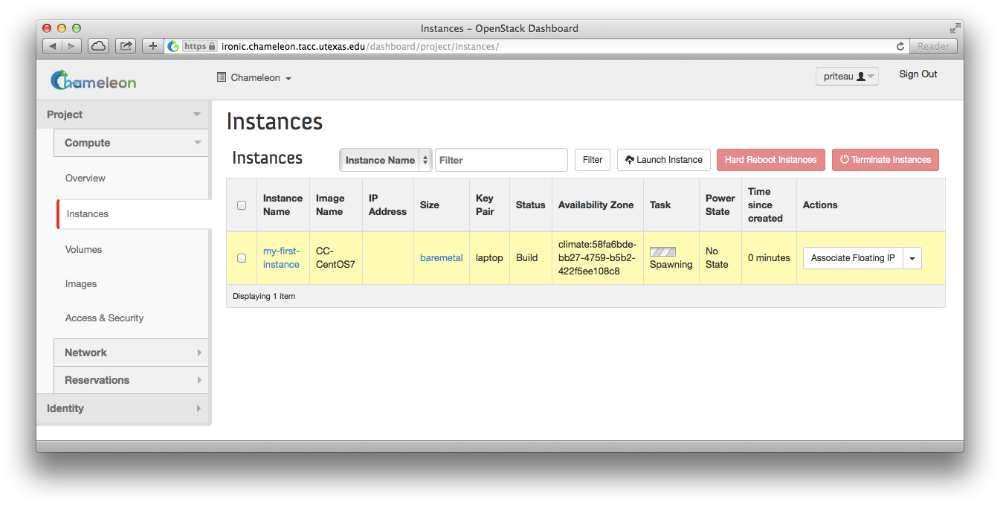 Instances – OpenStack Dashboard
https ironic.chameleon.tacc.utexas.edu/dashboard/project/instances/
Reader
Chameleon
Chameleon
priteau
Sign Out
Project
Compute
Overview
Instances
Volumes
Images
Access & Security
Network
Reservations
Identity
Instances
Instances
Instance Name
Filter
Filter
Launch Instance
Hard Reboot Instances
Terminate Instances
Instance Name
Image Name
IP Address
Size
Key Pair
Status
Availability Zone
Task
Power State
Time since created
Actions
my-first-instance
CC-CentOS7
baremetal
laptop
Build
climate:58fa6bde-bb27-4759-b5b2-422f5ee108c8
Spawning
No State
0 minutes
Associate Floating IP
Displaying 1 item